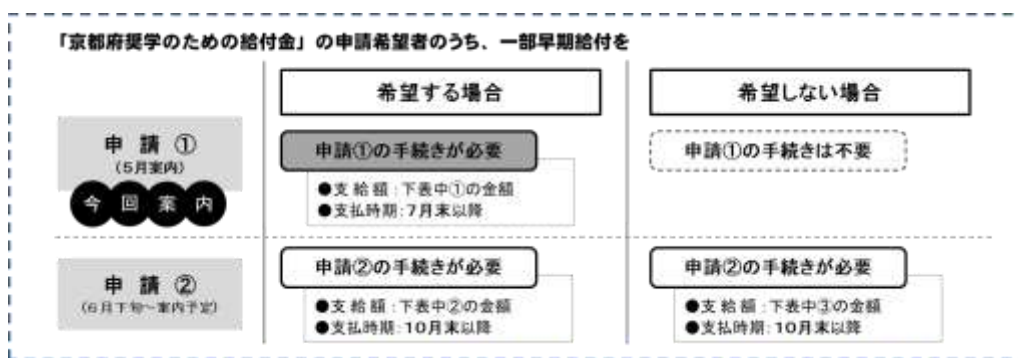 「京都府奨学のための給付金」の申請希望者のうち、一部早期給付を
希望する場合
希望しない場合
申請①
(5月案内)
今回案内
申請①の手続きが必要
●支給額:下表中①の金額
●支払時期:7月末以降
申請①の手続きは不要
申請②
(6月下旬~案内予定)
申請②の手続きが必要
●支給額:下表中②の金額
●支払時期:10月末以降
申請②の手続きが必要
●支給額:下表中③の金額
●支払時期:10月末以降